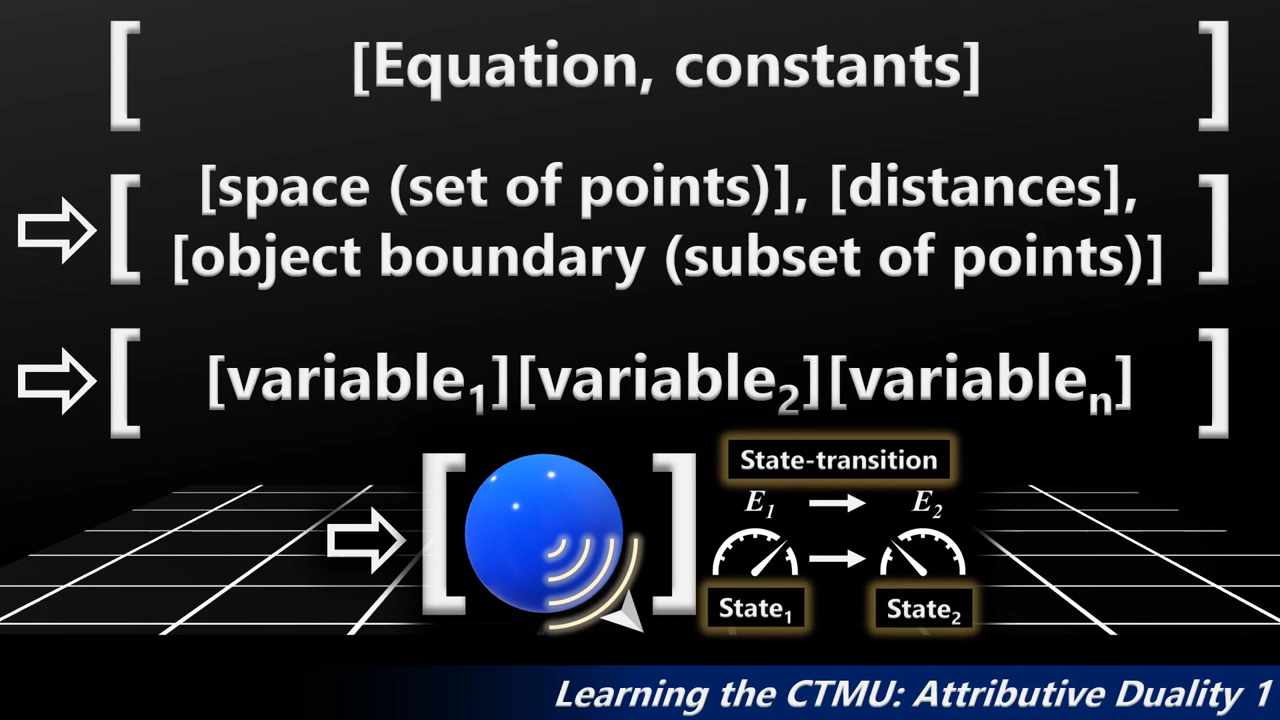 [ [Equation, constants] ]
[ [space (set of points)], [distances],
[object boundary (subset of points)] ]
[ [variable₁][variable₂][variableₙ] ]
[ ]
State-transition
E₁ → E₂
State₁ State₂
Learning the CTMU: Attributive Duality 1